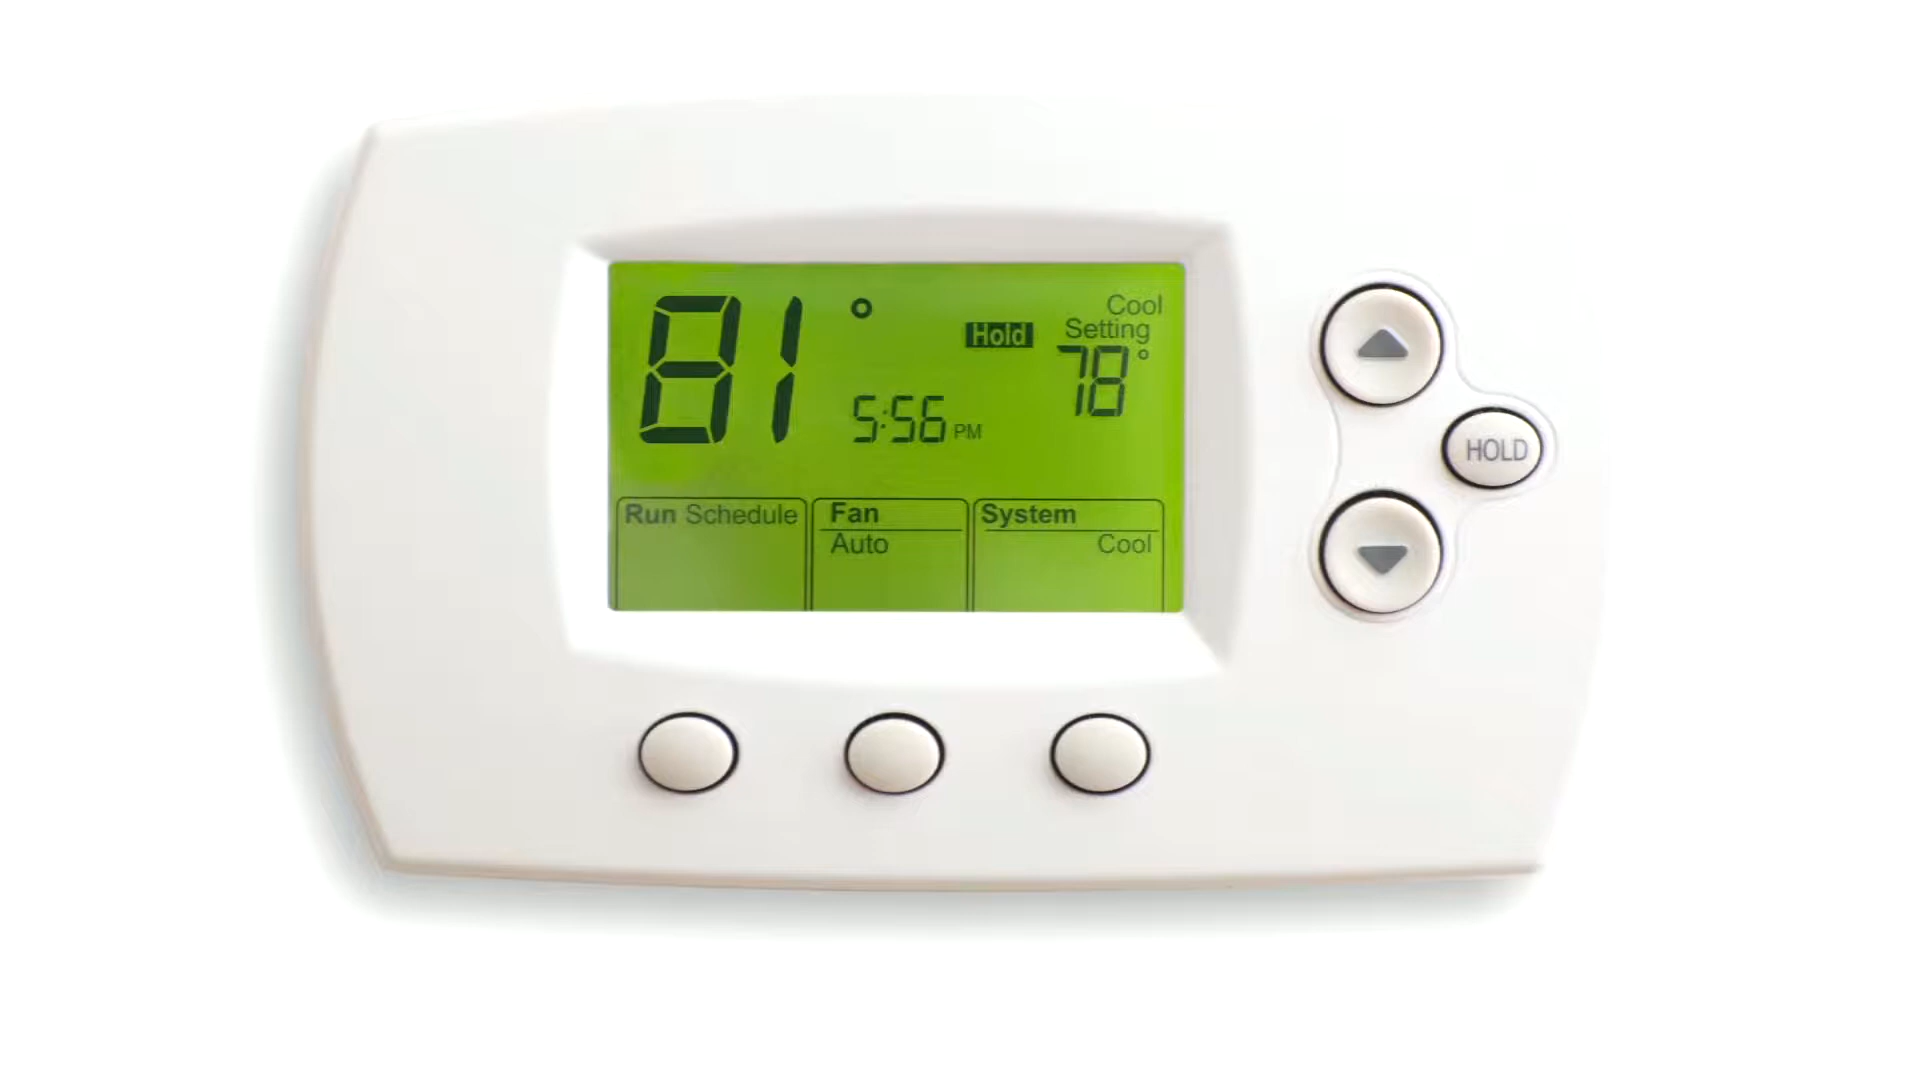 81°
Cool
Hold Setting
78°
5:56 PM
Run Schedule
Fan
Auto
System
Cool
HOLD